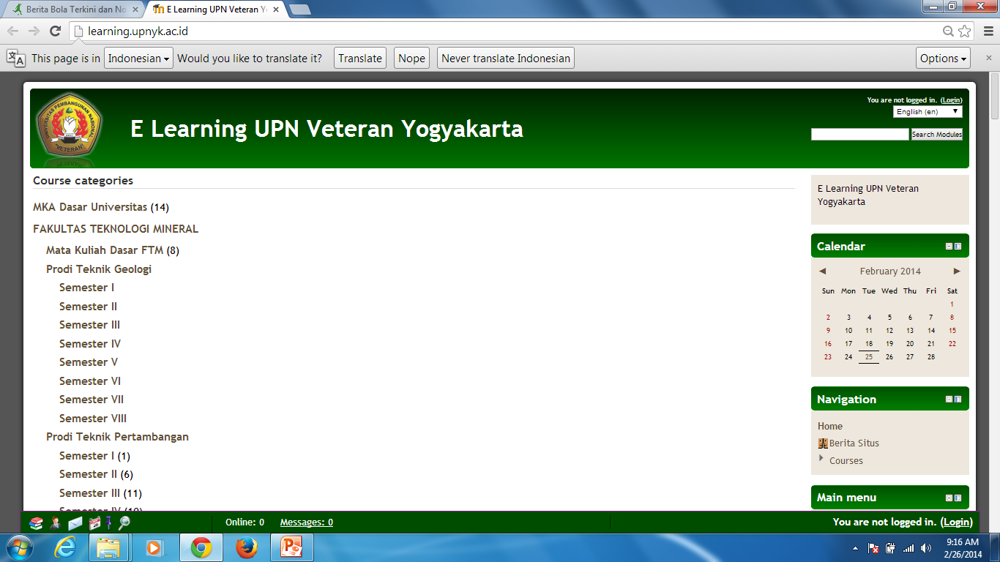 Berita Bola Terkini dan No
E Learning UPN Veteran Y
learning.upnyk.ac.id
This page is in Indonesian Would you like to translate it? Translate Nope Never translate Indonesian Options
UNIVERSITAS PEMBANGUNAN NASIONAL
"VETERAN"
E Learning UPN Veteran Yogyakarta
You are not logged in. (Login)
English (en)
Search Modules
Course categories
MKA Dasar Universitas (14)
FAKULTAS TEKNOLOGI MINERAL
Mata Kuliah Dasar FTM (8)
Prodi Teknik Geologi
Semester I
Semester II
Semester III
Semester IV
Semester V
Semester VI
Semester VII
Semester VIII
Prodi Teknik Pertambangan
Semester I (1)
Semester II (6)
Semester III (11)
Semester IV (10)
E Learning UPN Veteran
Yogyakarta
Calendar
February 2014
Sun Mon Tue Wed Thu Fri Sat
1
2 3 4 5 6 7 8
9 10 11 12 13 14 15
16 17 18 19 20 21 22
23 24 25 26 27 28
Navigation
Home
Berita Situs
Courses
Main menu
Online: 0 Messages: 0 You are not logged in. (Login)
9:16 AM
2/26/2014